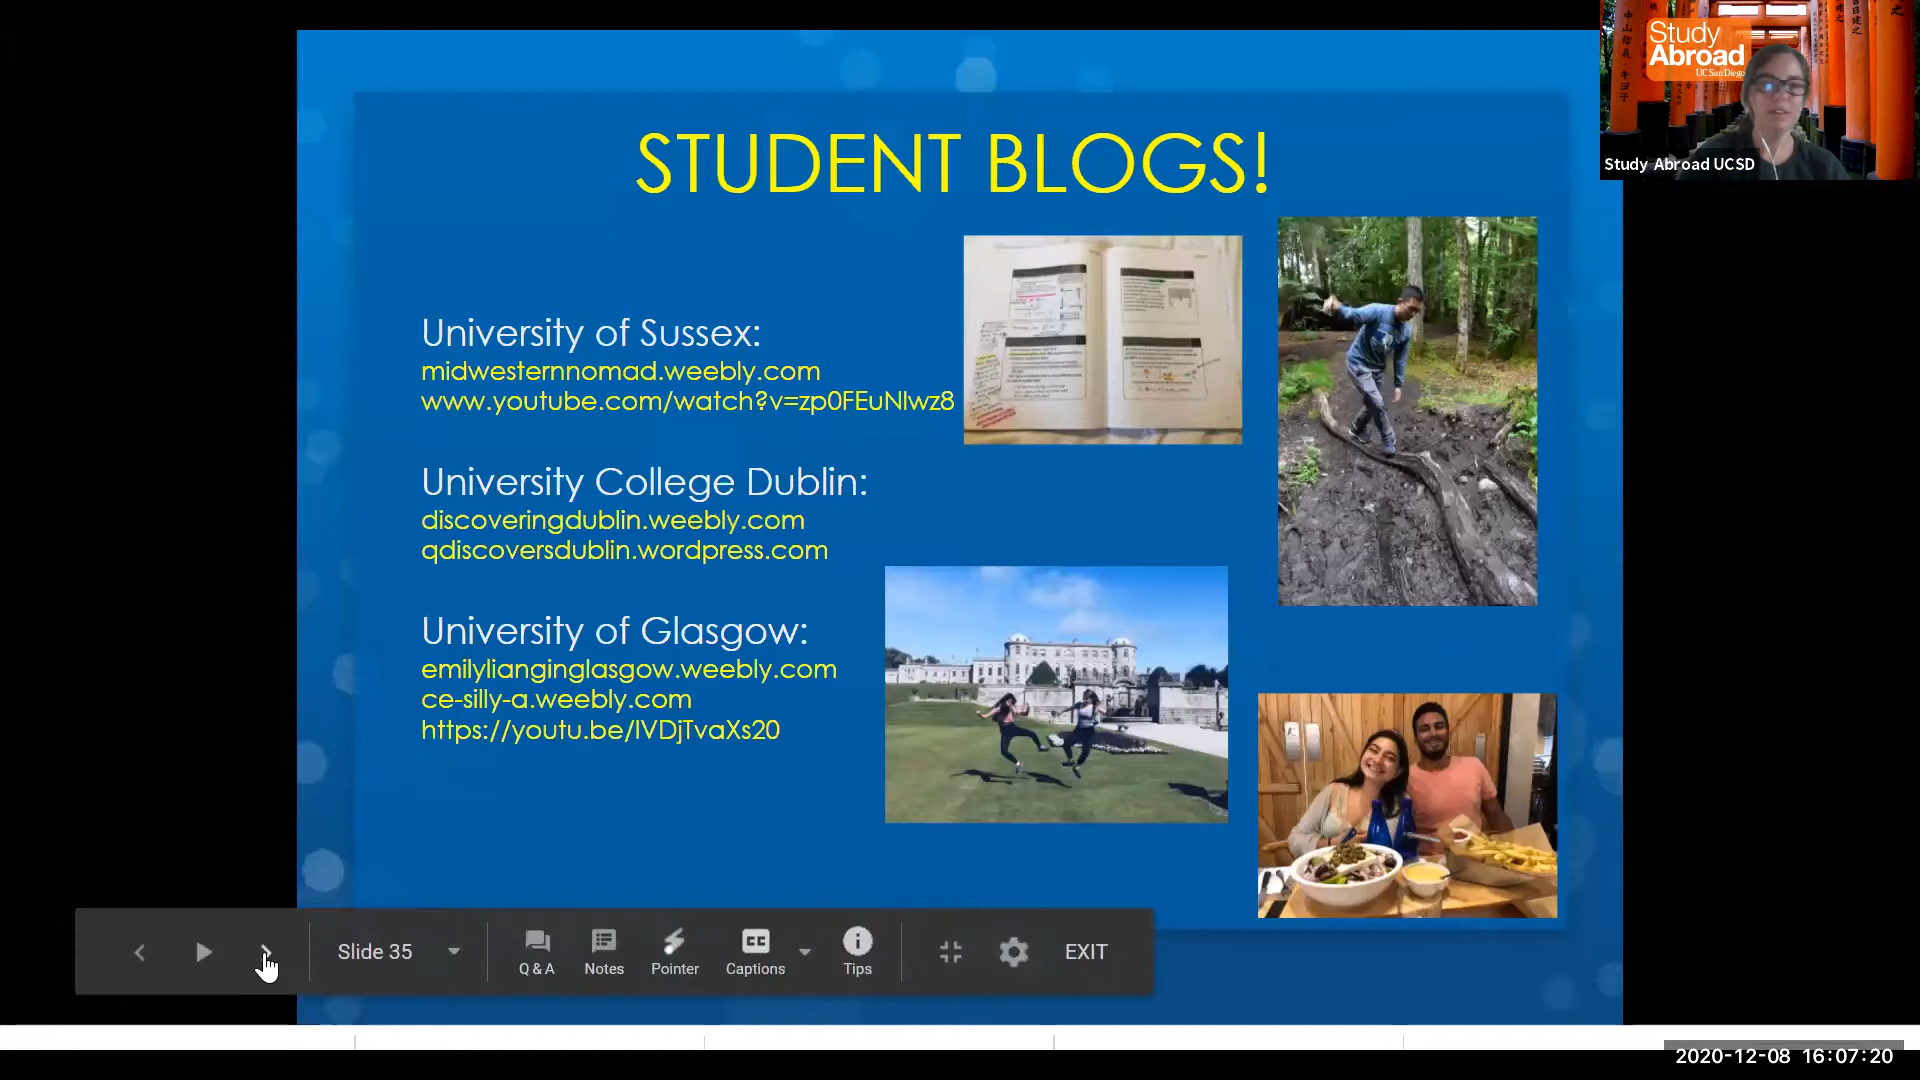 STUDENT BLOGS!
University of Sussex:
midwesternnomad.weebly.com
www.youtube.com/watch?v=zp0FEuNlwz8
University College Dublin:
discoveringdublin.weebly.com
qdiscoversdublin.wordpress.com
University of Glasgow:
emilylianginglasgow.weebly.com
ce-silly-a.weebly.com
https://youtu.be/lVDjTvaXs20
Study
Abroad
UC San Diego
Study Abroad UCSD
Slide 35
Q & A
Notes
Pointer
CC
Captions
Tips
EXIT
2020-12-08 16:07:20